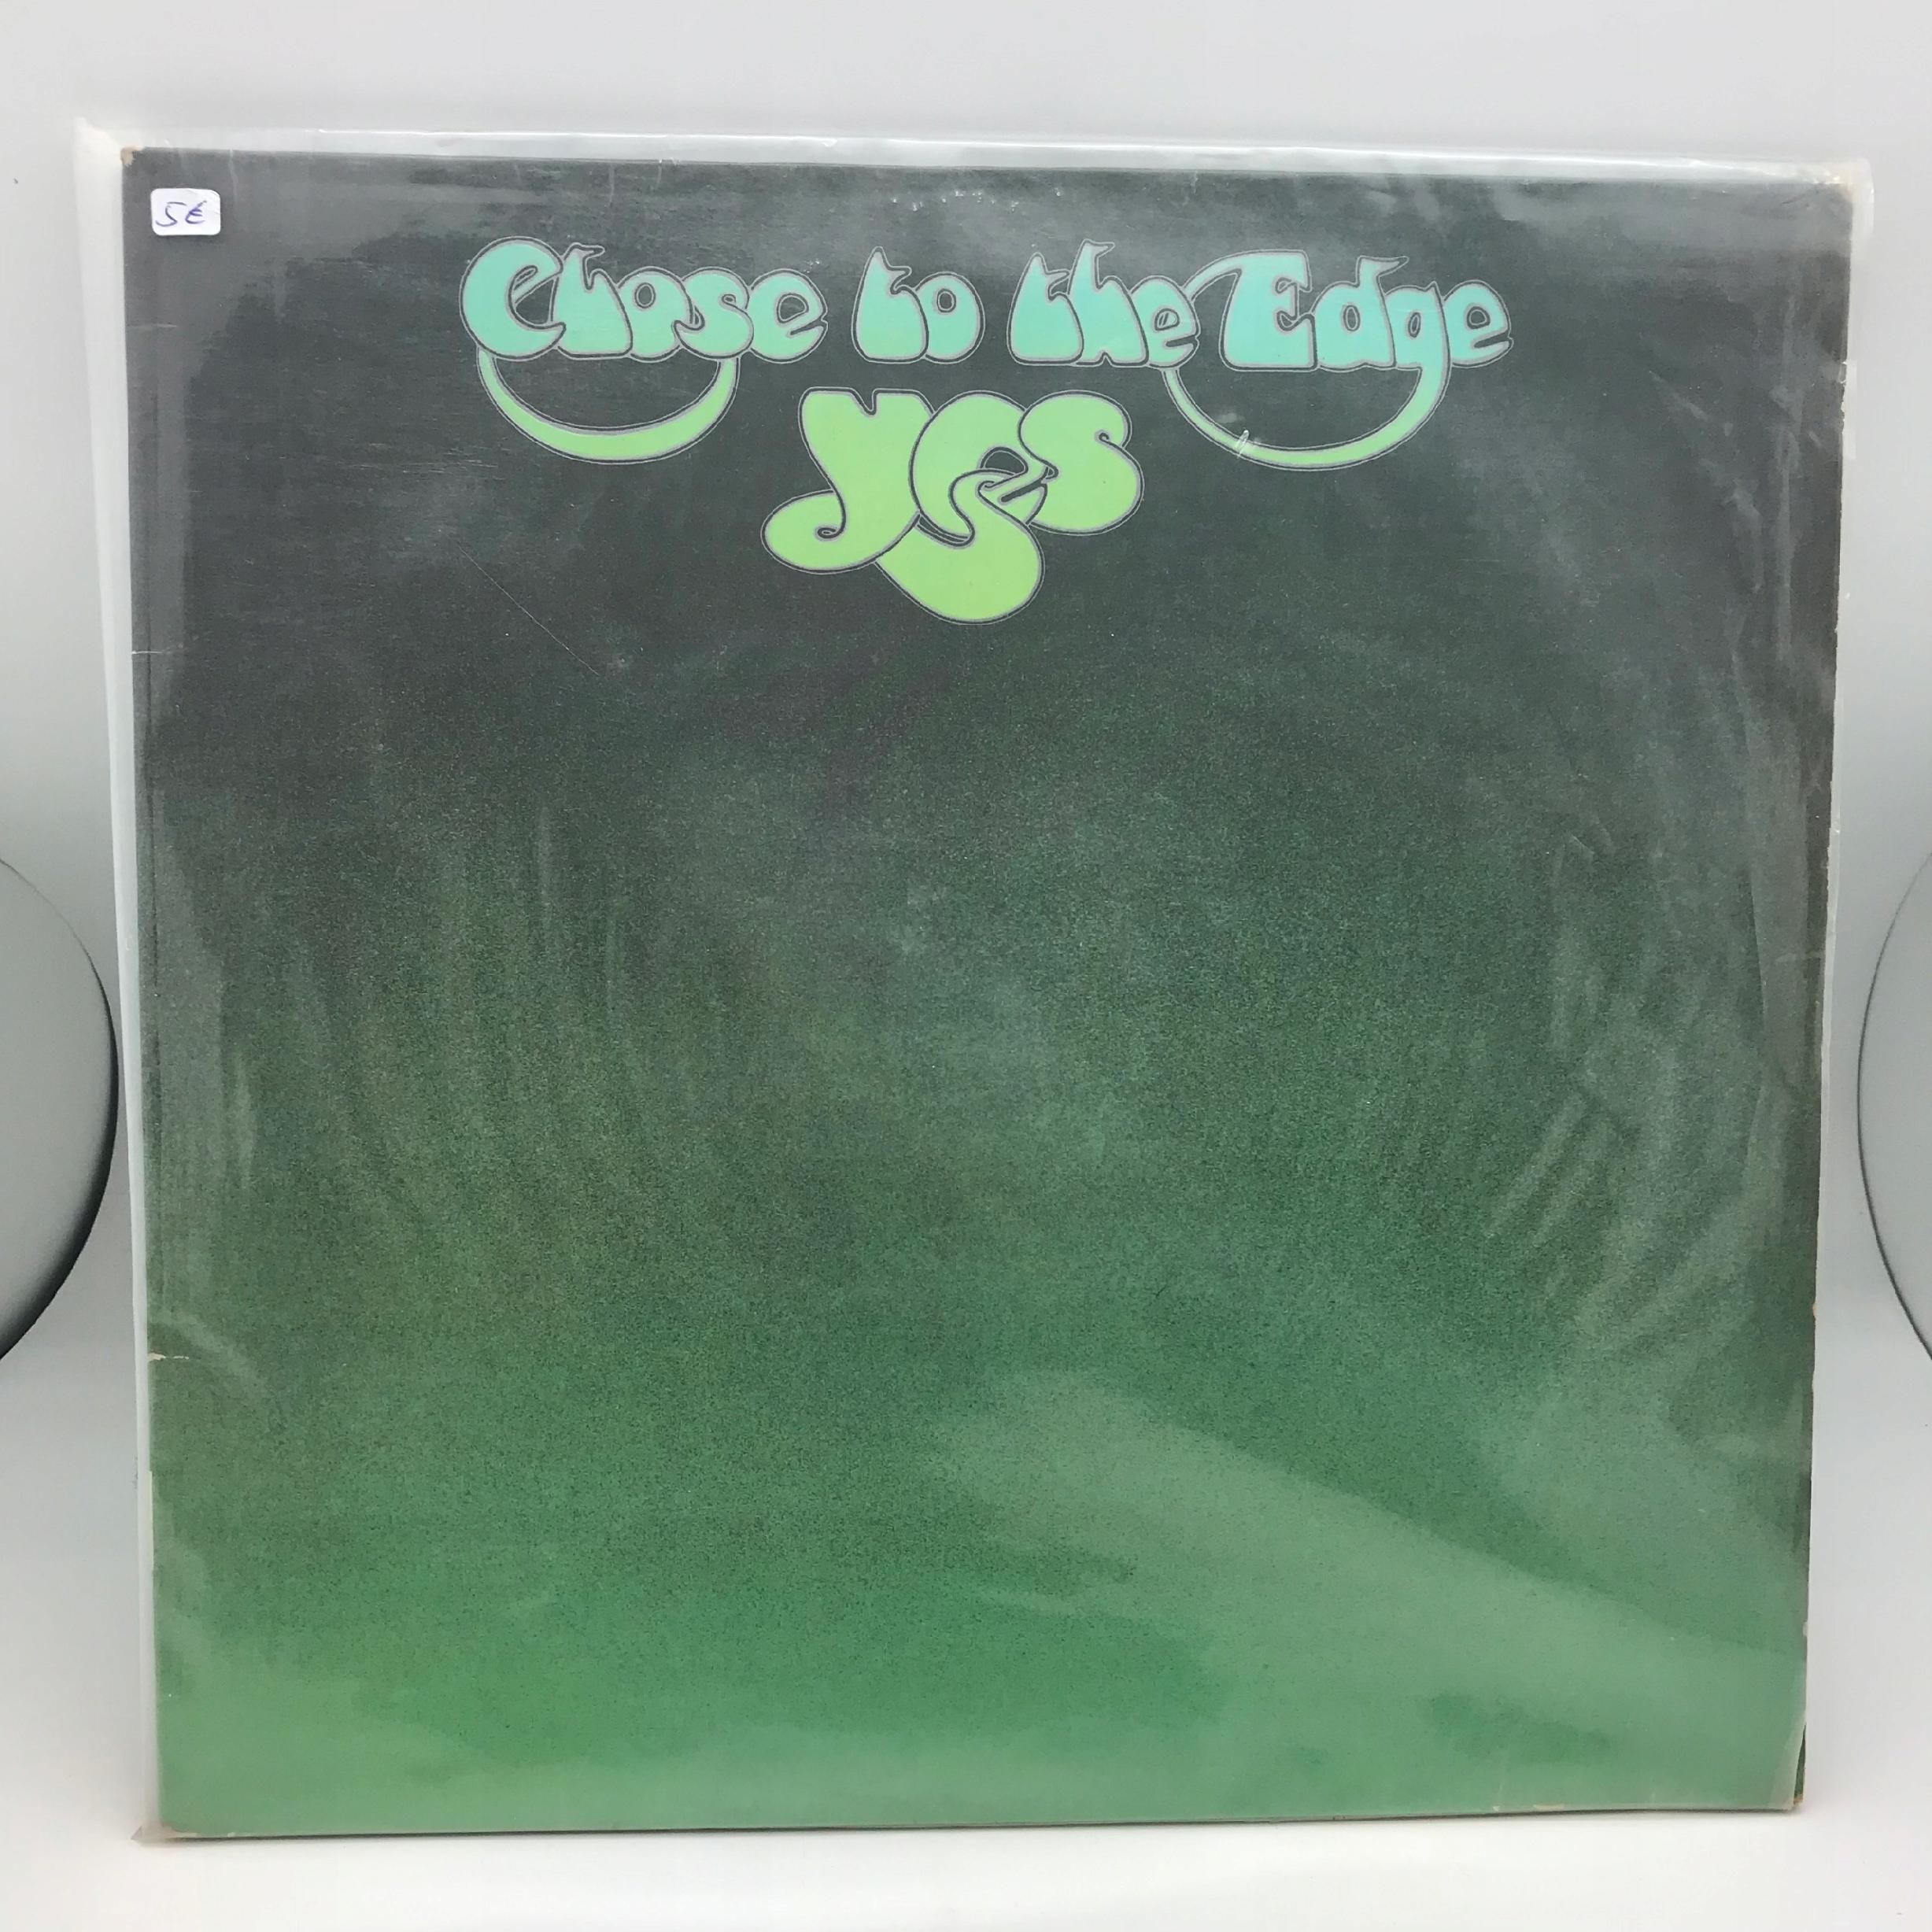 5€
Close to the Edge
yes